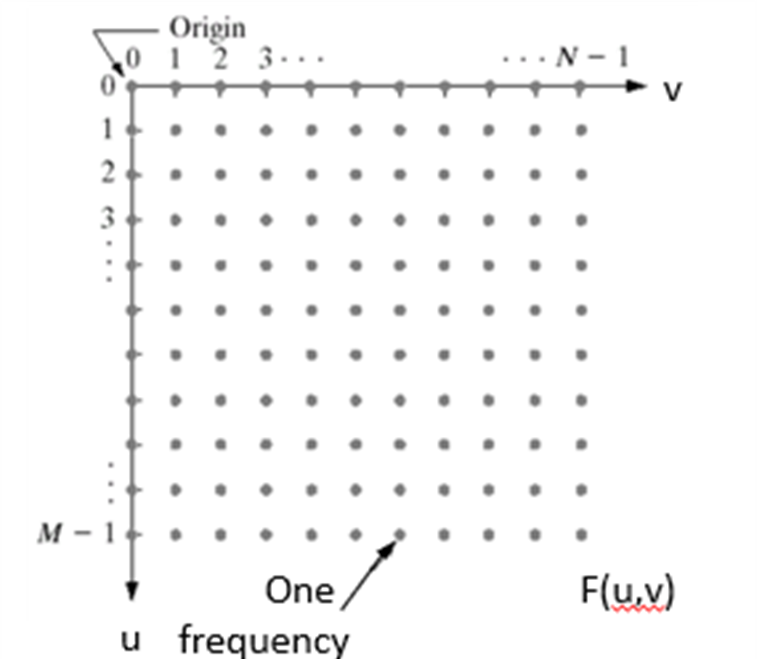 Origin
0 1 2 3 · · · · · · N − 1
0 v
1
2
3
⋮
⋮
M − 1
One F(u,v)
u frequency